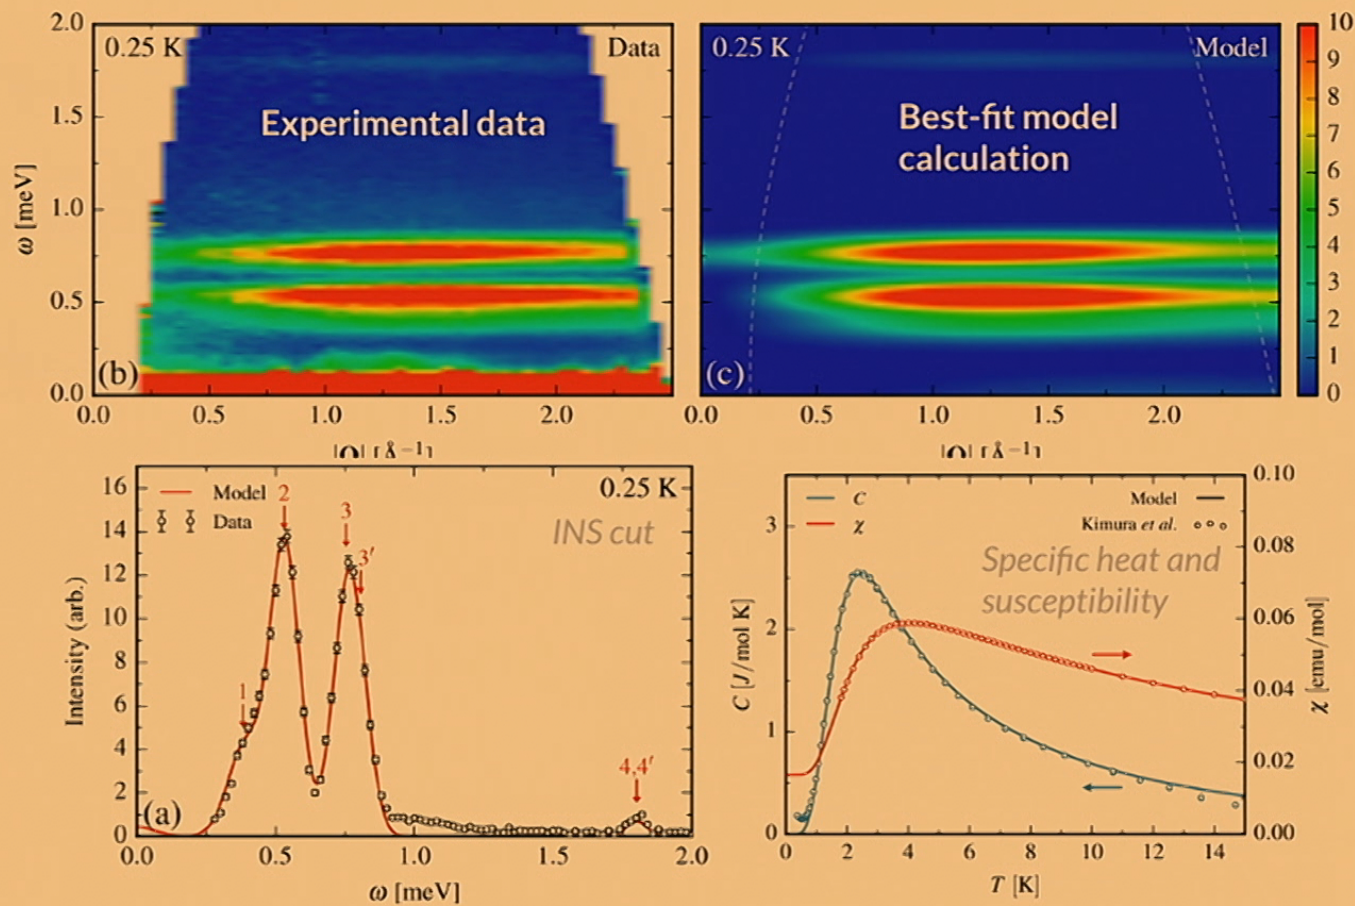 2.0
0.25 K
Data
0.25 K
Model
10
9
Experimental data
Best-fit model
calculation
8
1.5
7
6
ω [meV]
1.0
5
4
0.5
3
2
1
(b)
(c)
0.0
0
0.0 0.5 1.0 1.5 2.0
0.0 0.5 1.0 1.5 2.0
|Q| [Å⁻¹]
|Q| [Å⁻¹]
16
14
12
10
8
6
4
2
0
Intensity (arb.)
Model
Data
0.25 K
INS cut
1
2
3
3′
4,4′
(a)
0.0 0.5 1.0 1.5 2.0
ω [meV]
C
χ
Model
Kimura et al.
Specific heat and
susceptibility
3
2
1
0
C [J/mol K]
0.10
0.08
0.06
0.04
0.02
0.00
χ [emu/mol]
0 2 4 6 8 10 12 14
T [K]